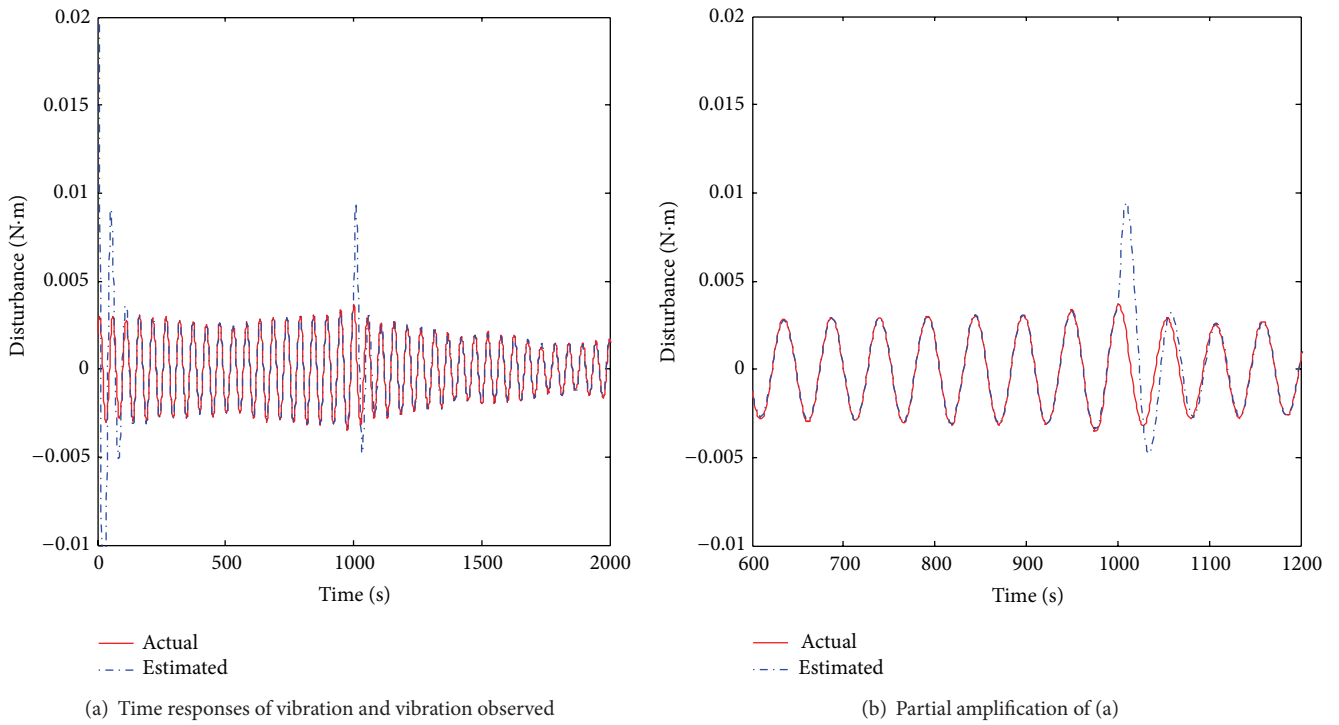 0.02
0.015
0.01
0.005
0
−0.005
−0.01
Disturbance (N·m)
0
500
1000
1500
2000
Time (s)
Actual
Estimated
(a) Time responses of vibration and vibration observed
0.02
0.015
0.01
0.005
0
−0.005
−0.01
Disturbance (N·m)
600
700
800
900
1000
1100
1200
Time (s)
Actual
Estimated
(b) Partial amplification of (a)